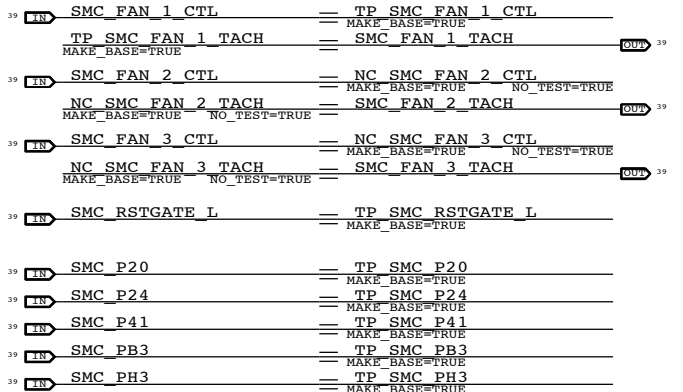 39 IN SMC_FAN_1_CTL = TP_SMC_FAN_1_CTL
MAKE_BASE=TRUE
TP_SMC_FAN_1_TACH = SMC_FAN_1_TACH OUT 39
MAKE_BASE=TRUE
39 IN SMC_FAN_2_CTL = NC_SMC_FAN_2_CTL
MAKE_BASE=TRUE NO_TEST=TRUE
NC_SMC_FAN_2_TACH = SMC_FAN_2_TACH OUT 39
MAKE_BASE=TRUE NO_TEST=TRUE
39 IN SMC_FAN_3_CTL = NC_SMC_FAN_3_CTL
MAKE_BASE=TRUE NO_TEST=TRUE
NC_SMC_FAN_3_TACH = SMC_FAN_3_TACH OUT 39
MAKE_BASE=TRUE NO_TEST=TRUE
39 IN SMC_RSTGATE_L = TP_SMC_RSTGATE_L
MAKE_BASE=TRUE
39 IN SMC_P20 = TP_SMC_P20
MAKE_BASE=TRUE
39 IN SMC_P24 = TP_SMC_P24
MAKE_BASE=TRUE
39 IN SMC_P41 = TP_SMC_P41
MAKE_BASE=TRUE
39 IN SMC_PB3 = TP_SMC_PB3
MAKE_BASE=TRUE
39 IN SMC_PH3 = TP_SMC_PH3
MAKE_BASE=TRUE